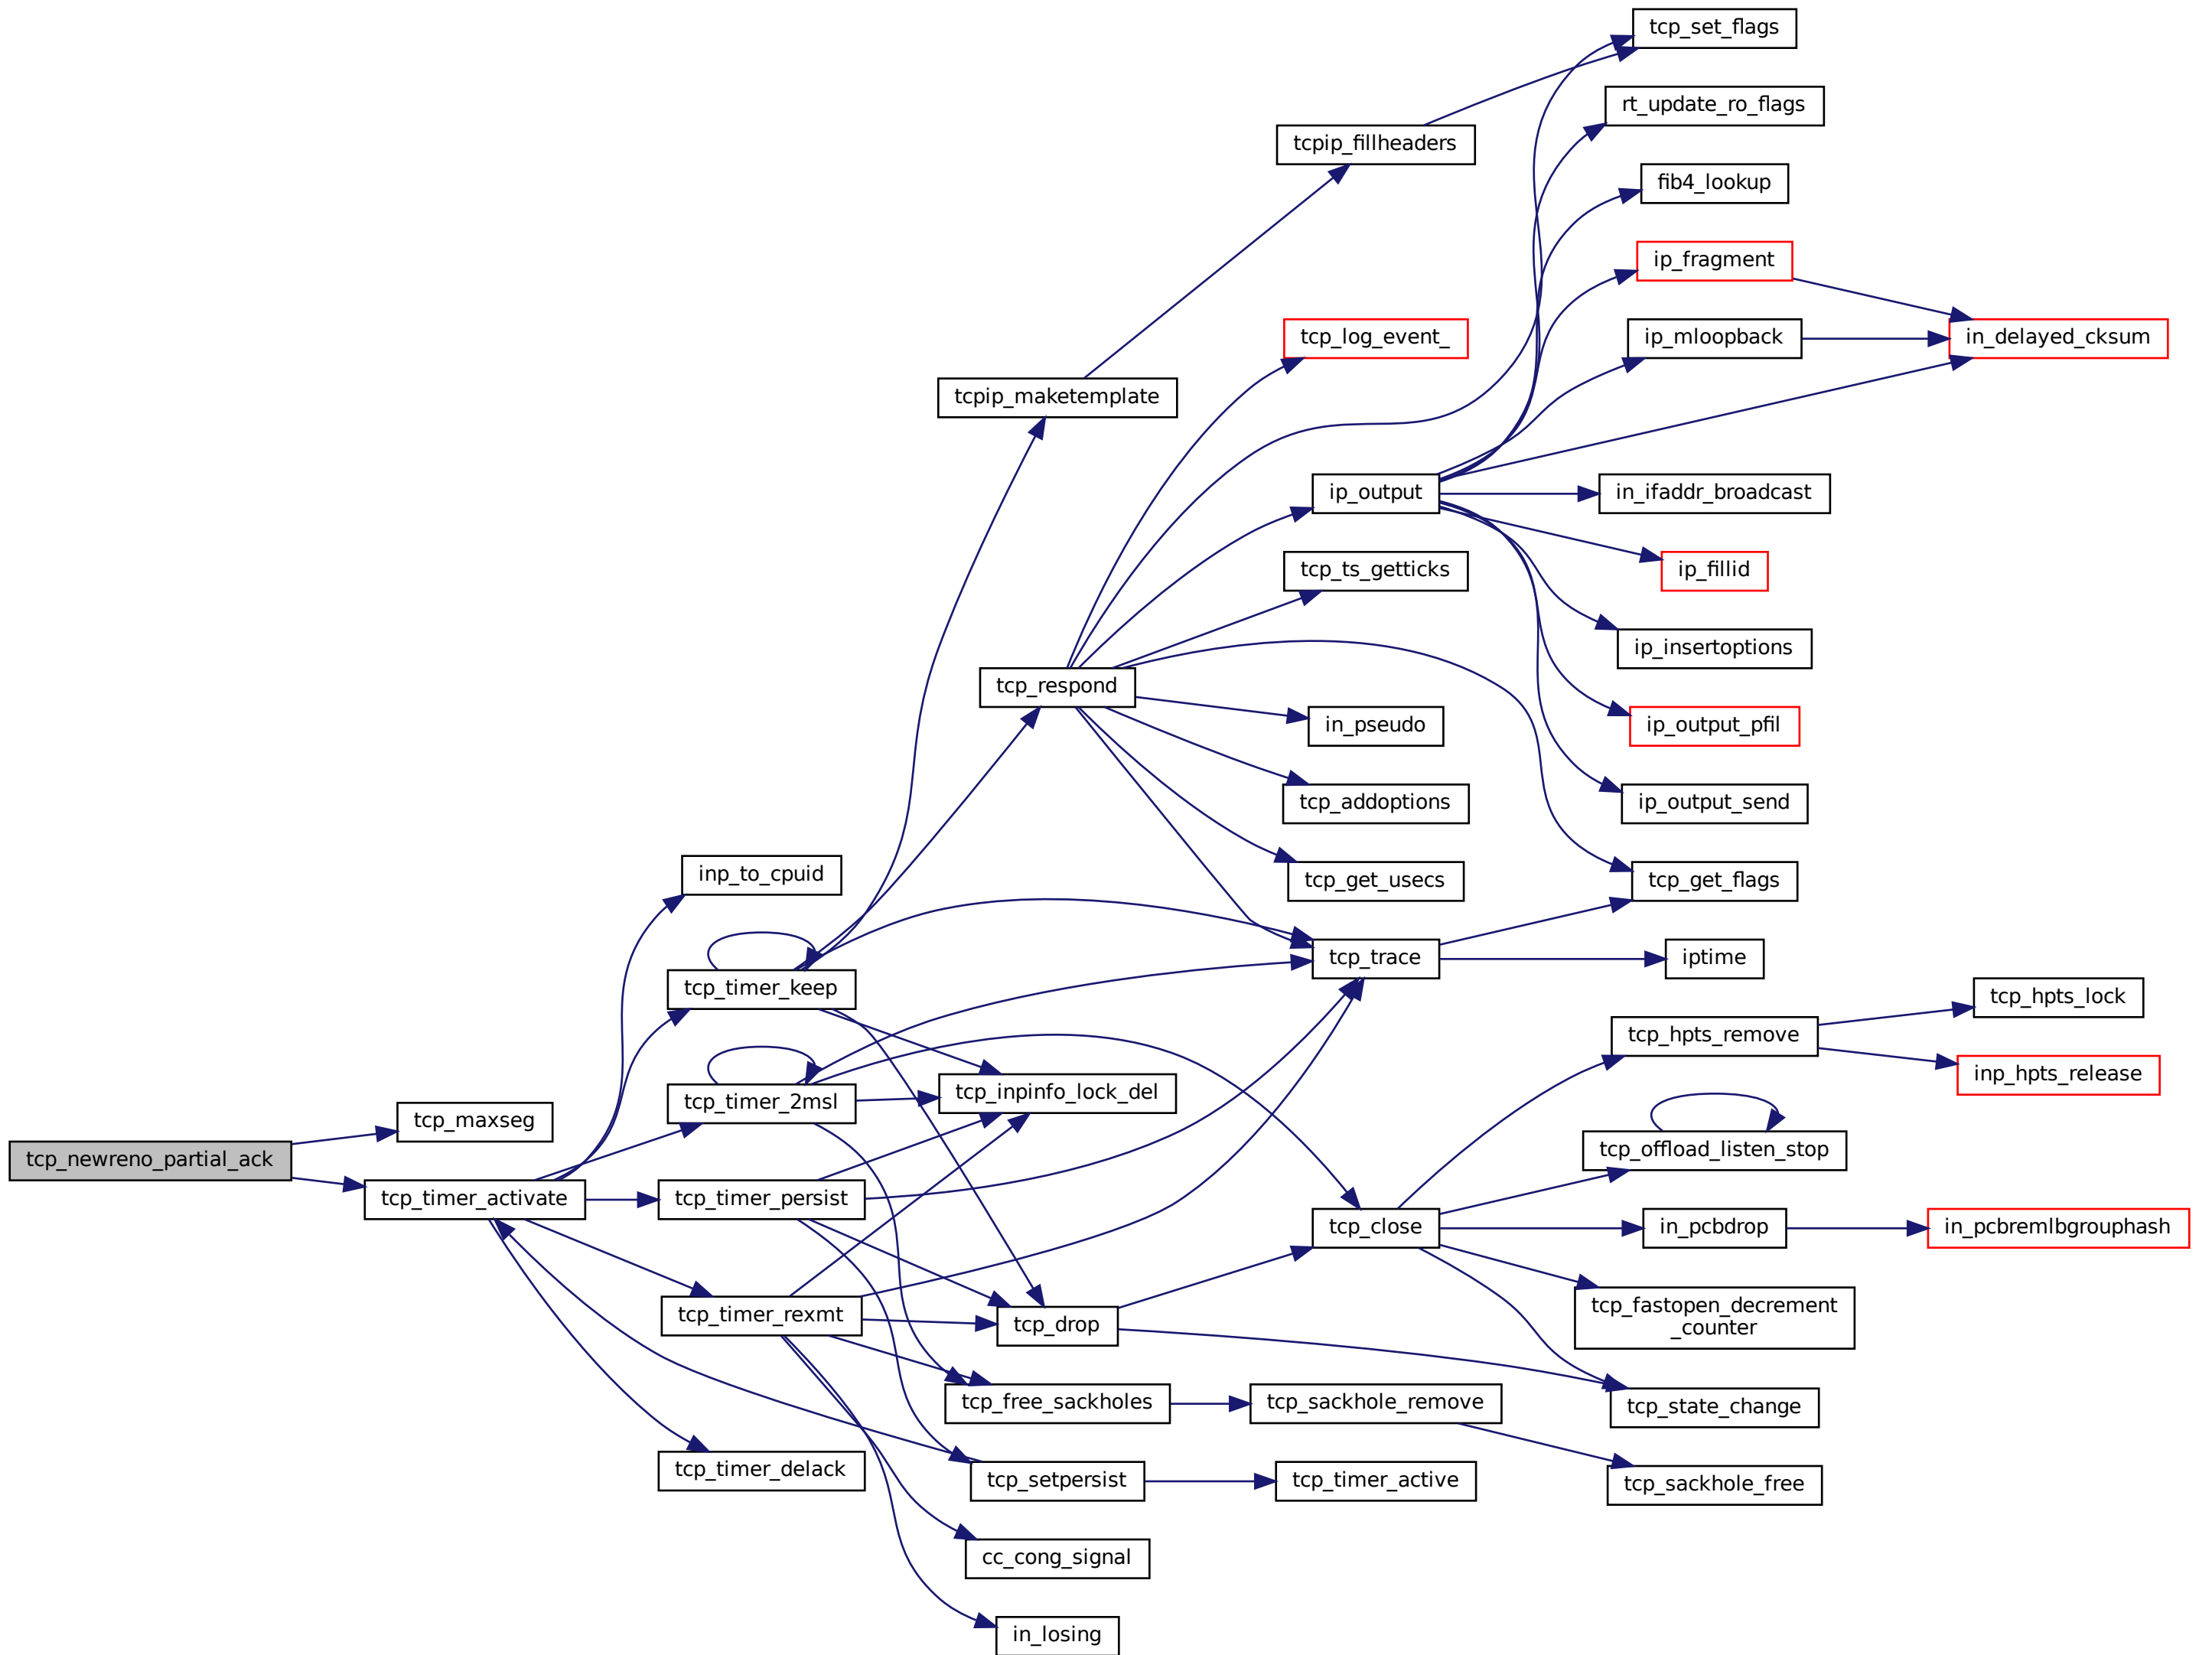 tcp_set_flags
rt_update_ro_flags
tcpip_fillheaders
fib4_lookup
ip_fragment
tcp_log_event_
ip_mloopback
in_delayed_cksum
tcpip_maketemplate
ip_output
in_ifaddr_broadcast
tcp_ts_getticks
ip_fillid
ip_insertoptions
tcp_respond
in_pseudo
ip_output_pfil
tcp_addoptions
ip_output_send
inp_to_cpuid
tcp_get_usecs
tcp_get_flags
tcp_timer_keep
tcp_trace
iptime
tcp_hpts_lock
tcp_hpts_remove
inp_hpts_release
tcp_timer_2msl
tcp_inpinfo_lock_del
tcp_maxseg
tcp_offload_listen_stop
tcp_newreno_partial_ack
tcp_timer_activate
tcp_timer_persist
tcp_close
in_pcbdrop
in_pcbremlbgrouphash
tcp_timer_rexmt
tcp_drop
tcp_fastopen_decrement
_counter
tcp_free_sackholes
tcp_sackhole_remove
tcp_state_change
tcp_timer_delack
tcp_setpersist
tcp_timer_active
tcp_sackhole_free
cc_cong_signal
in_losing